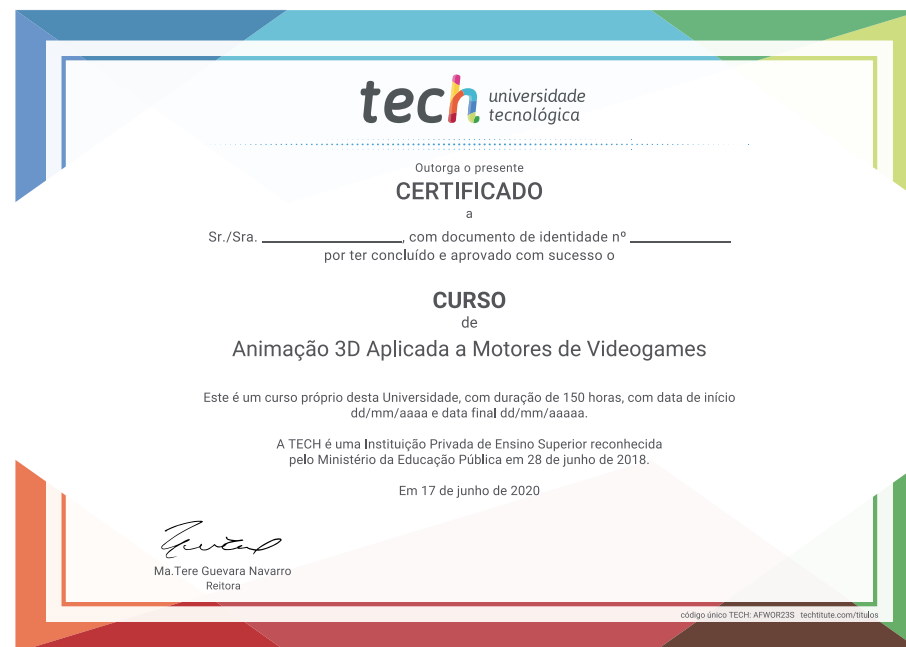 tech universidade
tecnológica
Outorga o presente
CERTIFICADO
a
Sr./Sra. ____________, com documento de identidade nº ____________
por ter concluído e aprovado com sucesso o
CURSO
de
Animação 3D Aplicada a Motores de Videogames
Este é um curso próprio desta Universidade, com duração de 150 horas, com data de início
dd/mm/aaaa e data final dd/mm/aaaaa.
A TECH é uma Instituição Privada de Ensino Superior reconhecida
pelo Ministério da Educação Pública em 28 de junho de 2018.
Em 17 de junho de 2020
Ma.Tere Guevara Navarro
Reitora
código único TECH: AFWOR23S techtitute.com/titulos